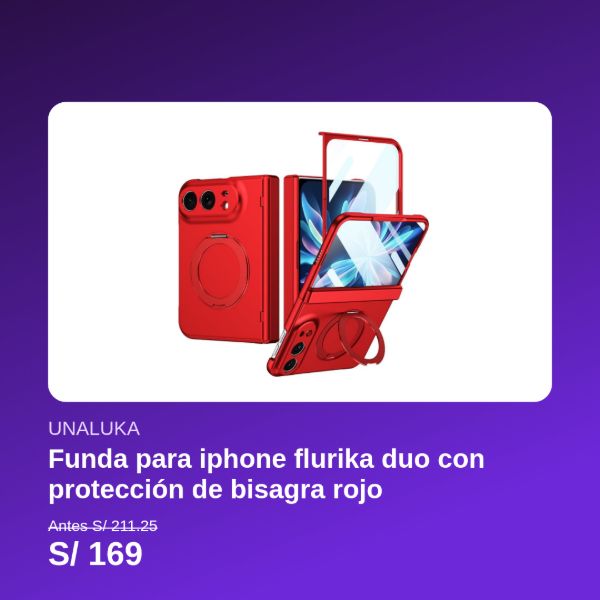 UNALUKA
Funda para iphone flurika duo con
protección de bisagra rojo
Antes S/ 211.25
S/ 169